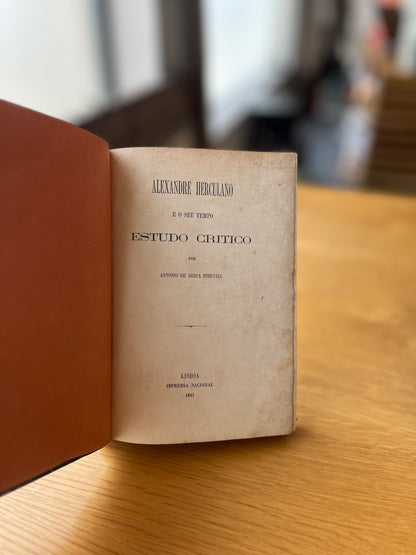 ALEXANDRE HERCULANO
E O SEU TEMPO
ESTUDO CRITICO
POR
ANTONIO DE SERPA PIMENTEL
LISBOA
IMPRENSA NACIONAL
1881